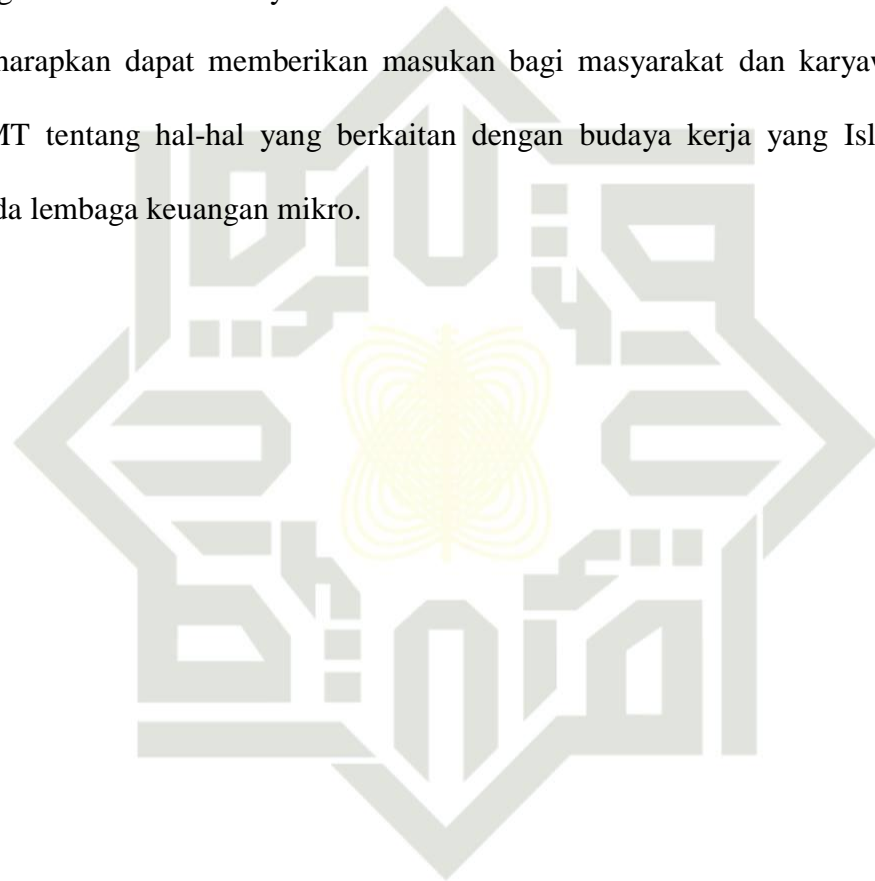 harapkan dapat memberikan masukan bagi masyarakat dan karyaw
MT tentang hal-hal yang berkaitan dengan budaya kerja yang Isl
da lembaga keuangan mikro.